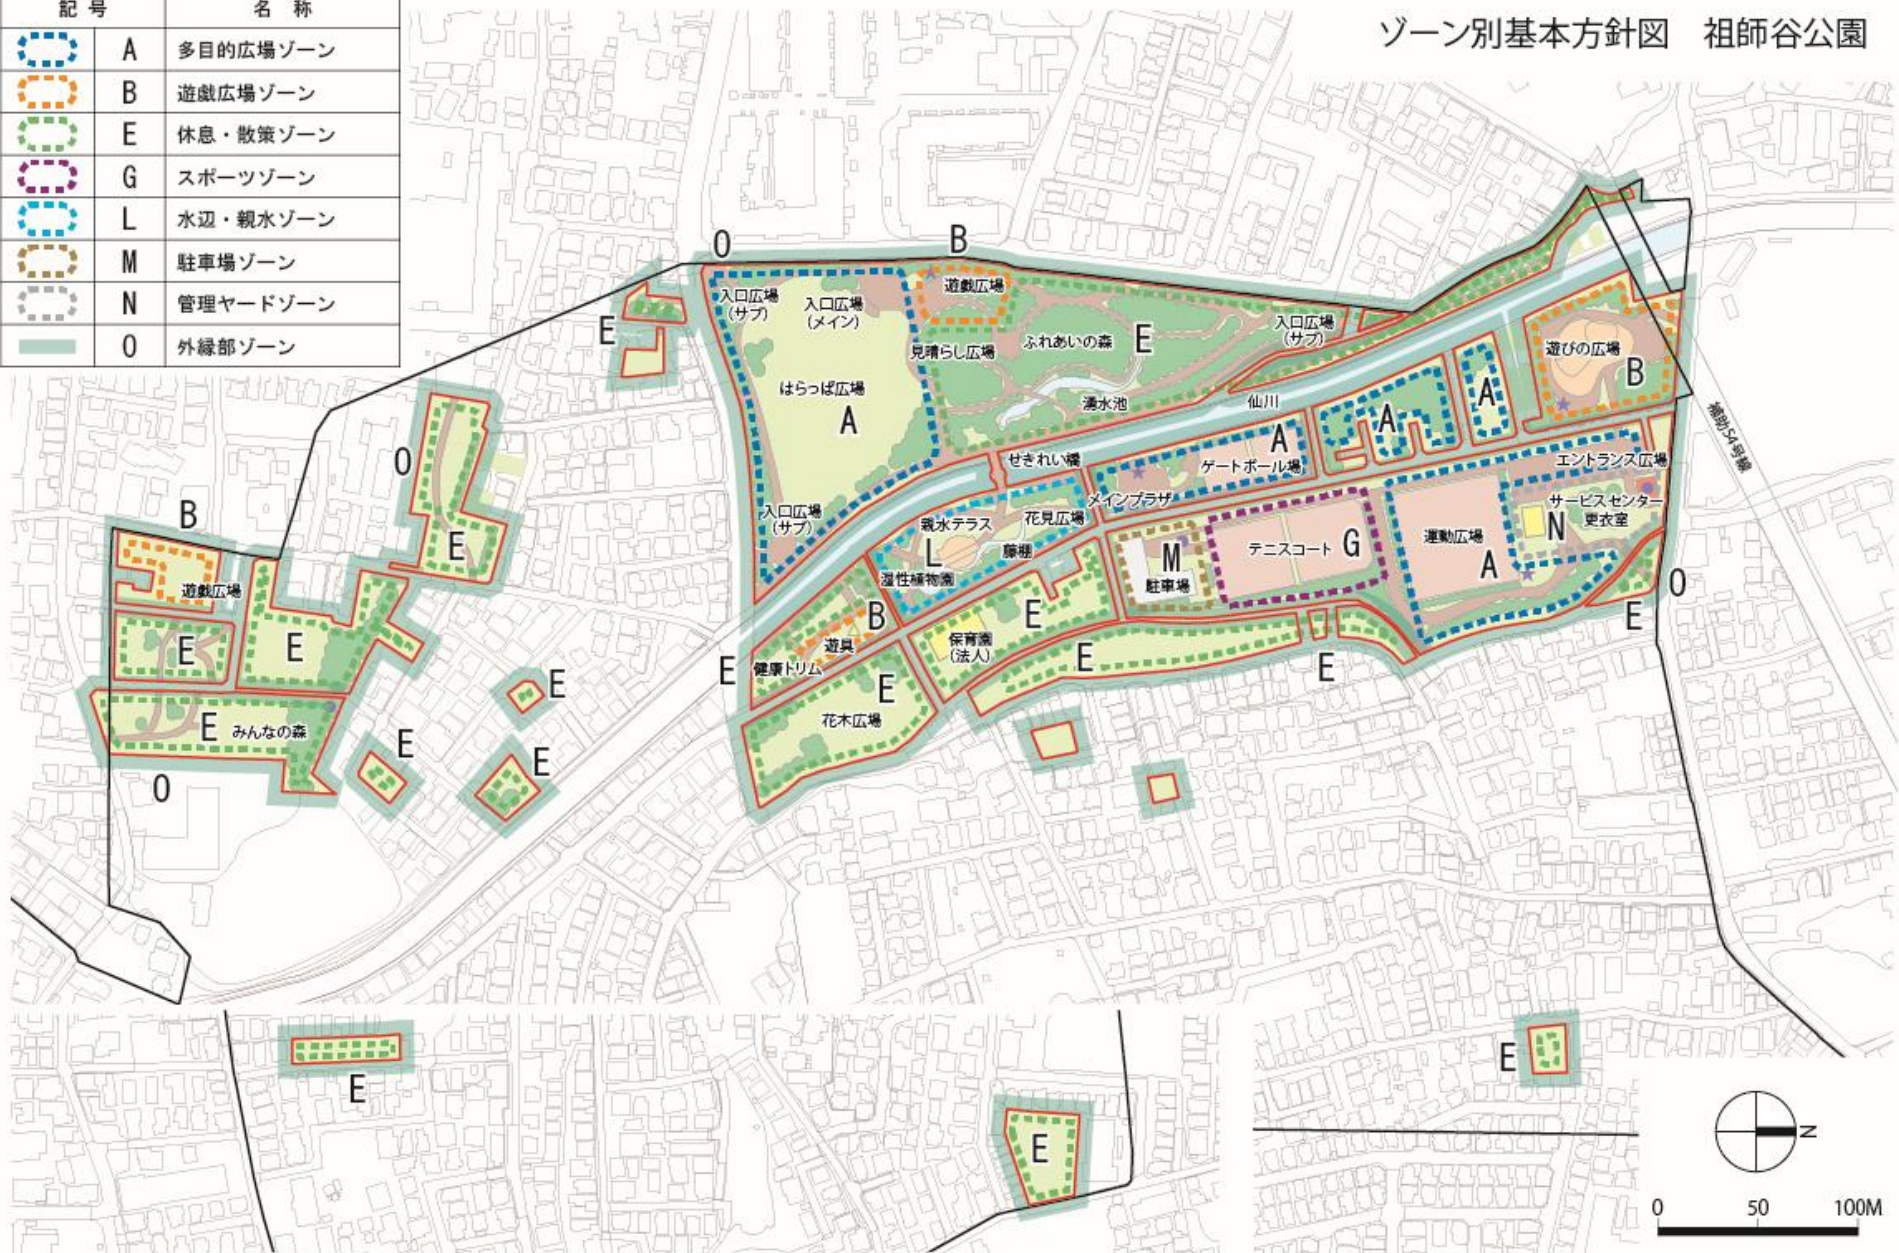 ゾーン別基本方針図　祖師谷公園
記号 名称
A 多目的広場ゾーン
B 遊戯広場ゾーン
E 休息・散策ゾーン
G スポーツゾーン
L 水辺・親水ゾーン
M 駐車場ゾーン
N 管理ヤードゾーン
O 外縁部ゾーン
O
B
入口広場
(サブ)
入口広場
(メイン)
遊戯広場
E
見晴らし広場
ふれあいの森
E
入口広場
(サブ)
遊びの広場
B
はらっぱ広場
A
湧水池
仙川
A
A
補助54号線
O
せきれい橋
A
ゲートボール場
エントランス広場
B
入口広場
(サブ)
親水テラス
花見広場
メインプラザ
サービスセンター
更衣室
N
E
L
藤棚
湿性植物園
M
駐車場
テニスコート
G
運動広場
A
遊戯広場
O
E
E
B
E
E
保育園
(法人)
遊具
健康トリム
E
E
E
E
E
花木広場
E
みんなの森
E
E
O
E
E
E
N
0 50 100M